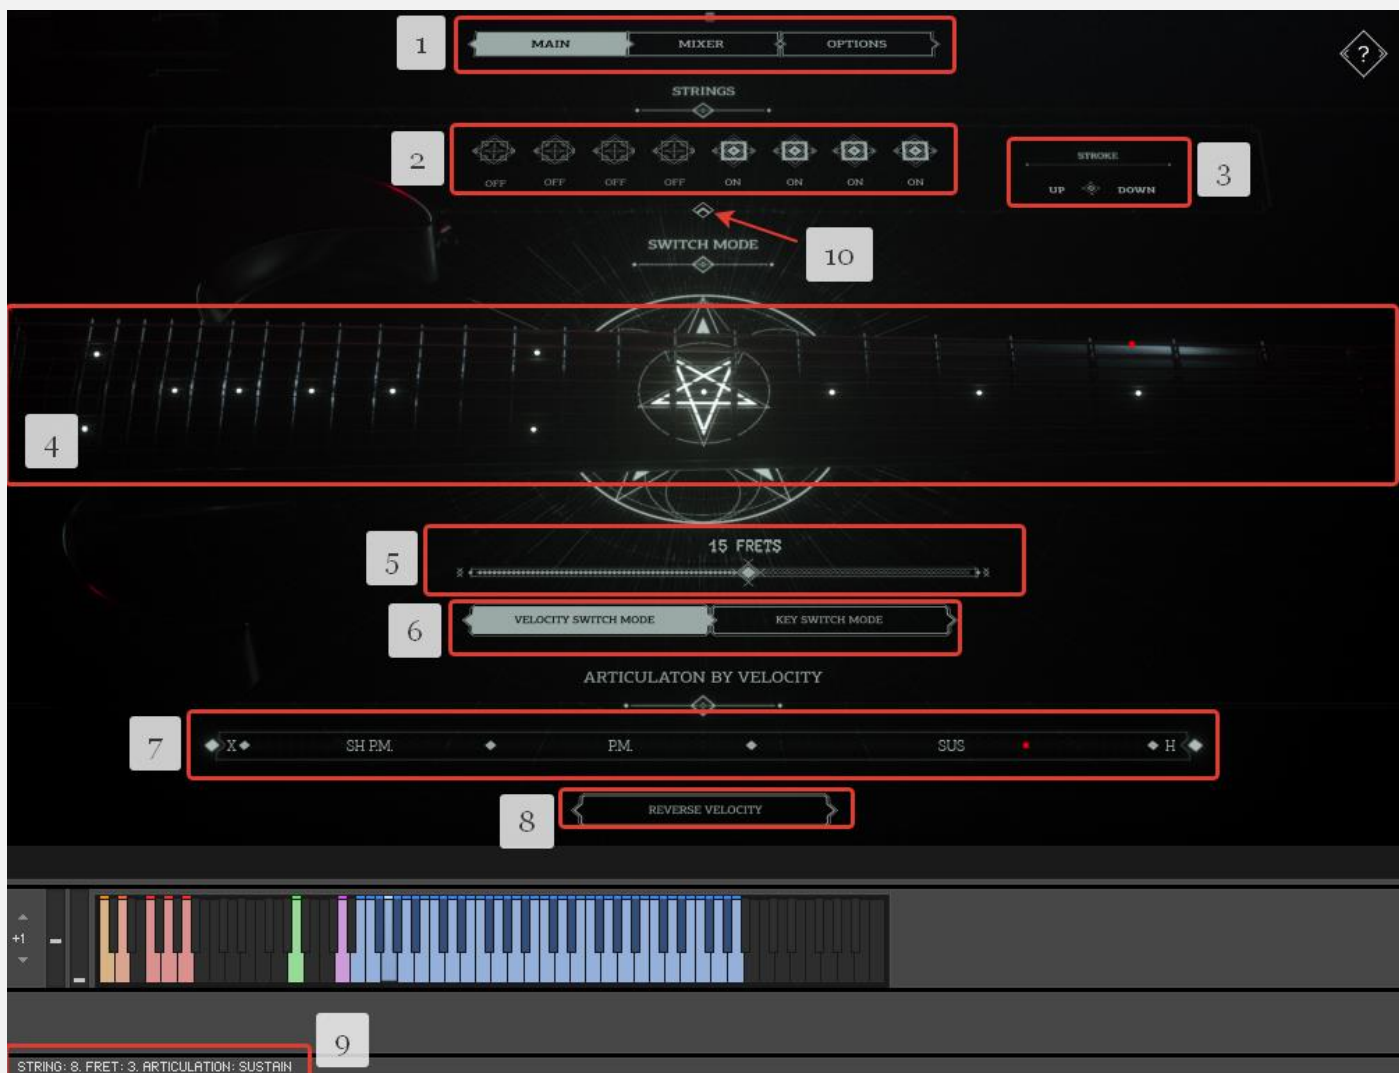 1
MAIN MIXER OPTIONS
?
STRINGS
2
OFF OFF OFF OFF ON ON ON ON
STROKE
UP DOWN
3
10
SWITCH MODE
4
15 FRETS
5
VELOCITY SWITCH MODE KEY SWITCH MODE
6
ARTICULATON BY VELOCITY
7
X SH P.M. P.M. SUS H
8
REVERSE VELOCITY
+1
9
STRING: 8. FRET: 3. ARTICULATION: SUSTAIN